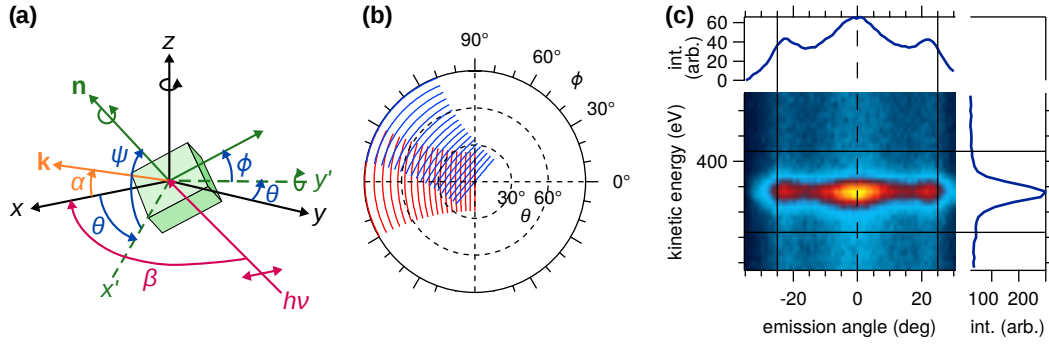 (a)
z
n
k
ψ
ϕ
y'
α
θ
x
θ
y
x'
β
hν
(b)
90°
60°
ϕ
30°
0°
30°
60°
θ
(c)
int. (arb.)
60
40
20
0
kinetic energy (eV)
400
-20
0
20
emission angle (deg)
100
200
int. (arb.)